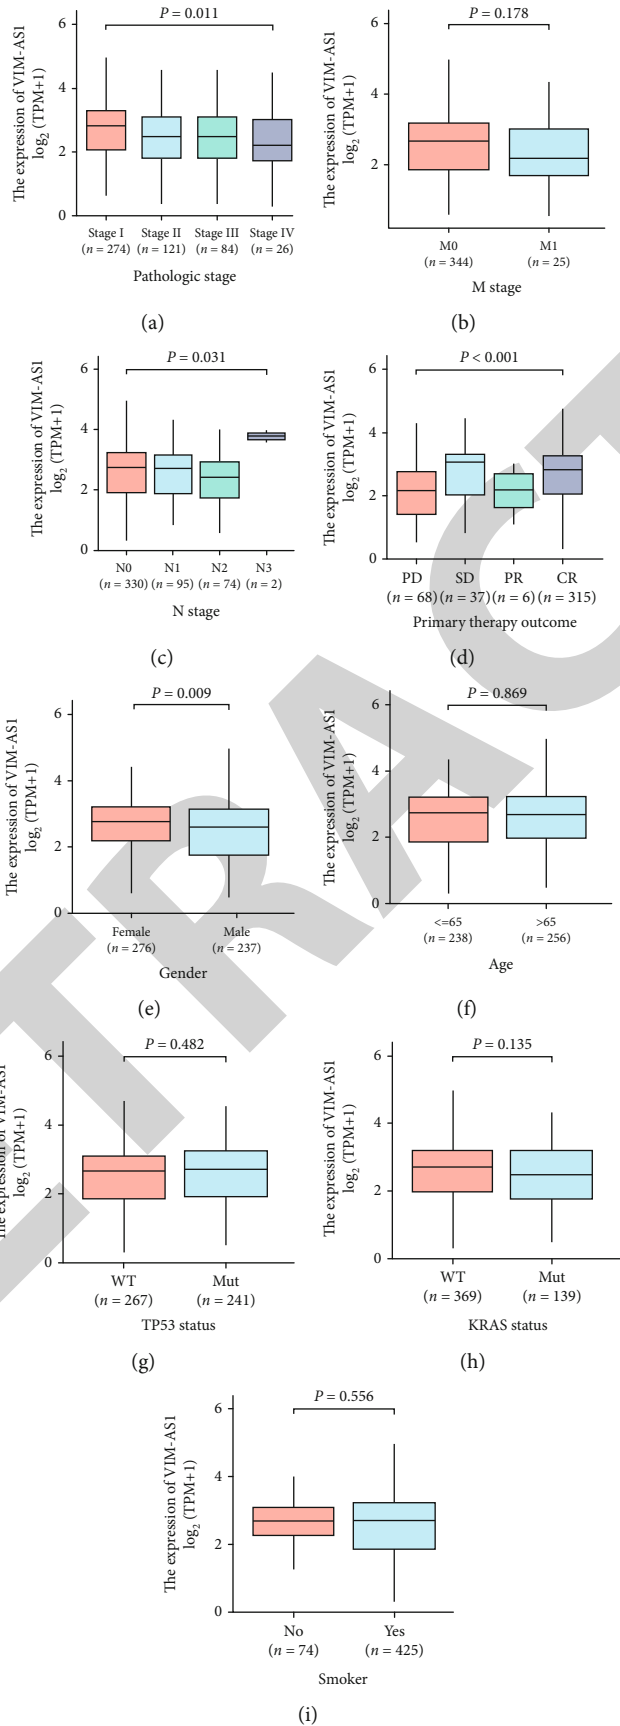 P = 0.011
The expression of VIM-AS1
log2 (TPM+1)
6
4
2
0
Stage I Stage II Stage III Stage IV
(n = 274) (n = 121) (n = 84) (n = 26)
Pathologic stage
(a)
P = 0.178
The expression of VIM-AS1
log2 (TPM+1)
6
4
2
M0 M1
(n = 344) (n = 25)
M stage
(b)
P = 0.031
The expression of VIM-AS1
log2 (TPM+1)
6
4
2
0
N0 N1 N2 N3
(n = 330) (n = 95) (n = 74) (n = 2)
N stage
(c)
P < 0.001
The expression of VIM-AS1
log2 (TPM+1)
6
4
2
0
PD SD PR CR
(n = 68) (n = 37) (n = 6) (n = 315)
Primary therapy outcome
(d)
P = 0.009
The expression of VIM-AS1
log2 (TPM+1)
6
4
2
0
Female Male
(n = 276) (n = 237)
Gender
(e)
P = 0.869
The expression of VIM-AS1
log2 (TPM+1)
6
4
2
0
<=65 >65
(n = 238) (n = 256)
Age
(f)
P = 0.482
The expression of VIM-AS1
log2 (TPM+1)
6
4
2
0
WT Mut
(n = 267) (n = 241)
TP53 status
(g)
P = 0.135
The expression of VIM-AS1
log2 (TPM+1)
6
4
2
0
WT Mut
(n = 369) (n = 139)
KRAS status
(h)
P = 0.556
The expression of VIM-AS1
log2 (TPM+1)
6
4
2
0
No Yes
(n = 74) (n = 425)
Smoker
(i)
TRACT